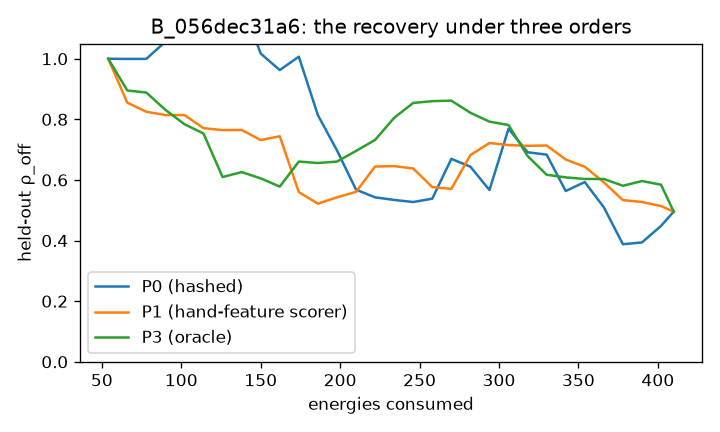 B_056dec31a6: the recovery under three orders
1.0
0.8
0.6
0.4
0.2
0.0
held-out ρ_off
P0 (hashed)
P1 (hand-feature scorer)
P3 (oracle)
50 100 150 200 250 300 350 400
energies consumed